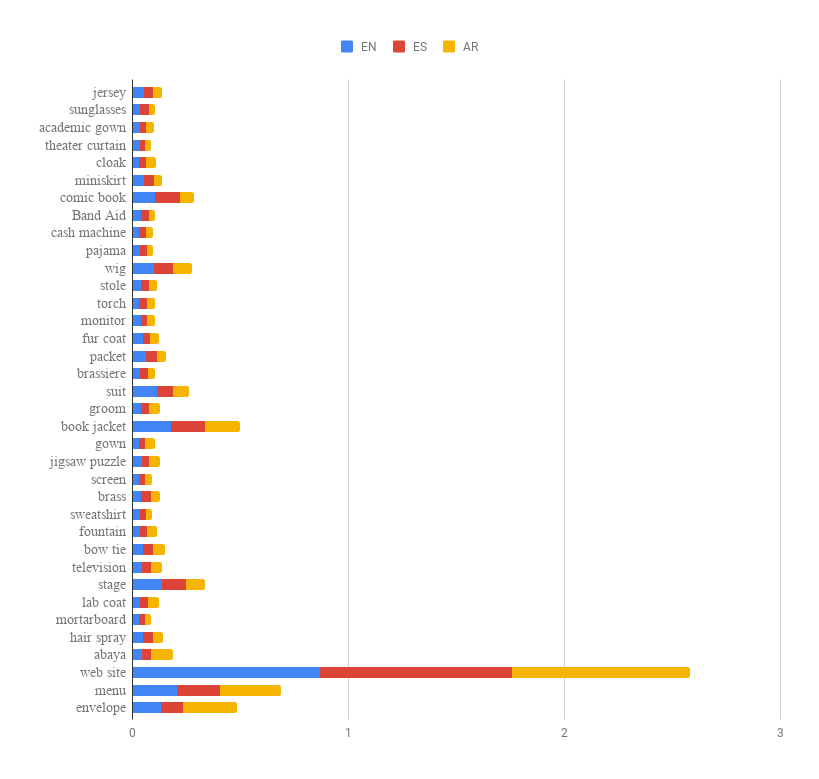 EN ES AR
jersey
sunglasses
academic gown
theater curtain
cloak
miniskirt
comic book
Band Aid
cash machine
pajama
wig
stole
torch
monitor
fur coat
packet
brassiere
suit
groom
book jacket
gown
jigsaw puzzle
screen
brass
sweatshirt
fountain
bow tie
television
stage
lab coat
mortarboard
hair spray
abaya
web site
menu
envelope
0 1 2 3